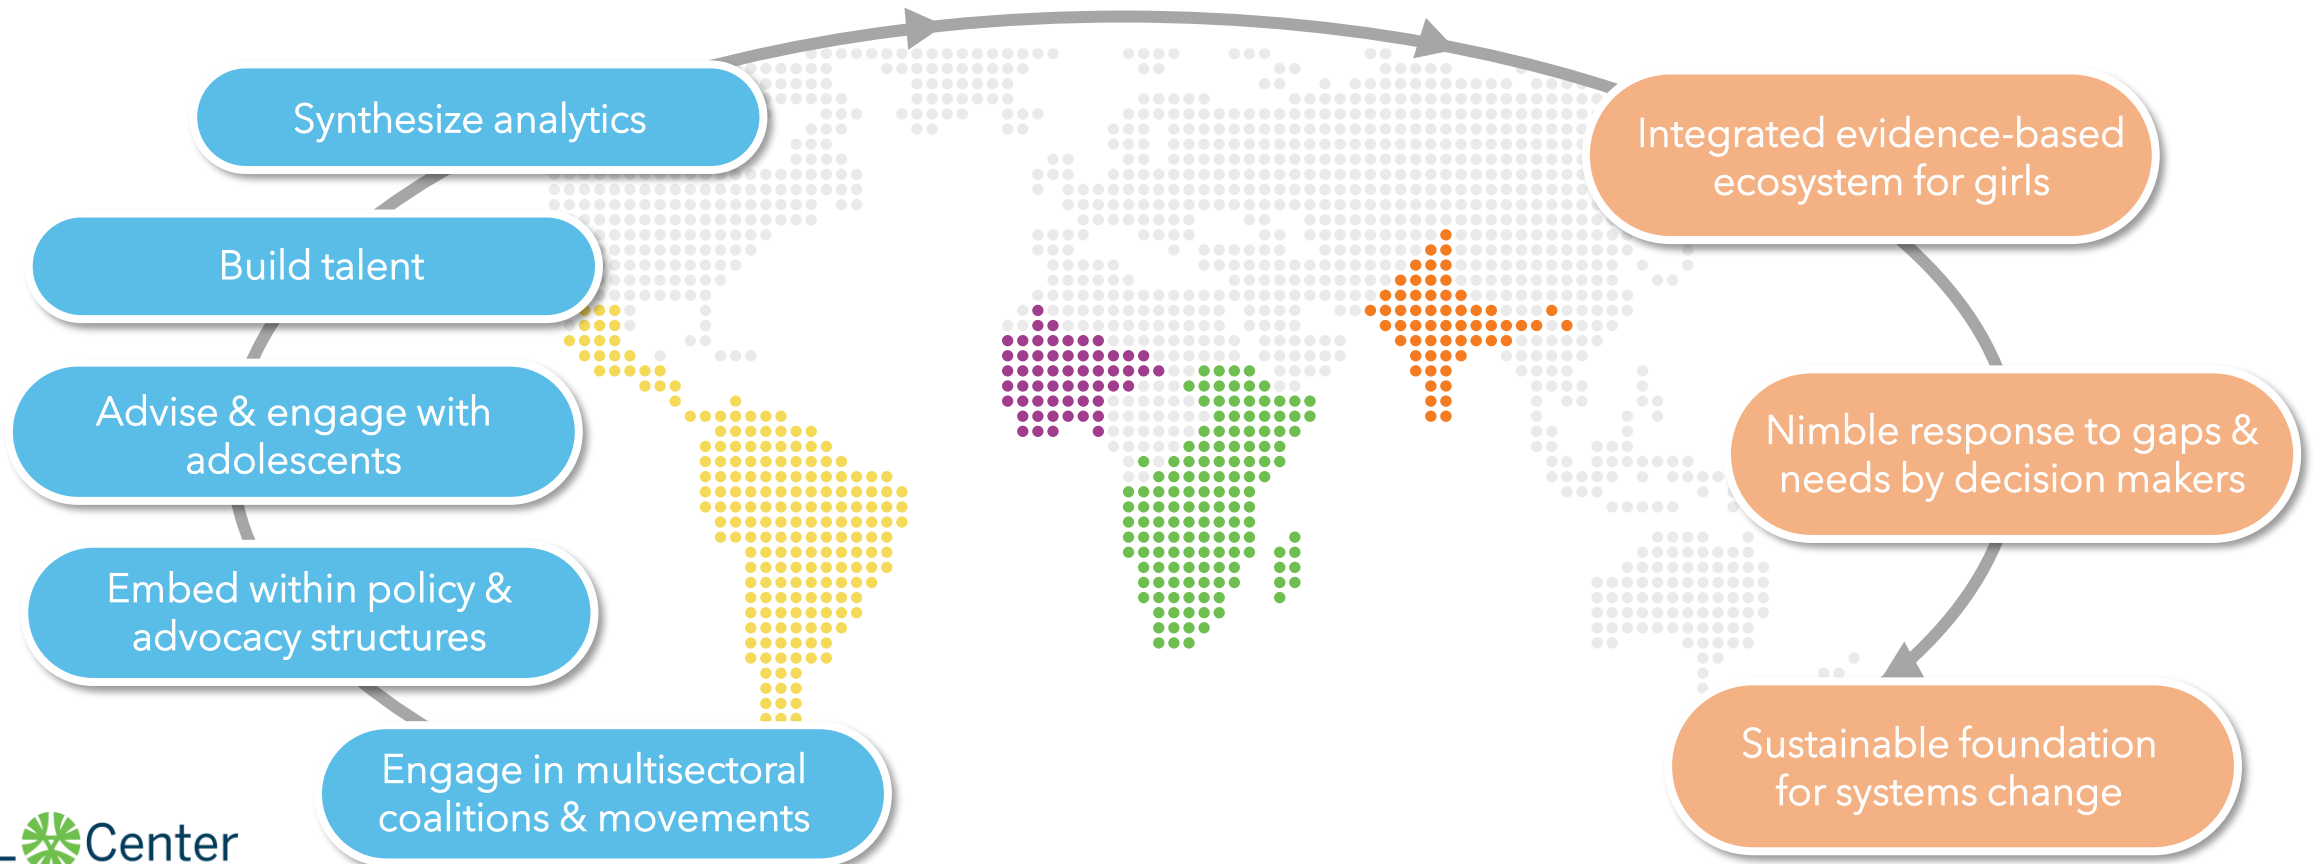 Synthesize analytics
Build talent
Advise & engage with
adolescents
Embed within policy &
advocacy structures
Engage in multisectoral
coalitions & movements
Integrated evidence-based
ecosystem for girls
Nimble response to gaps &
needs by decision makers
Sustainable foundation
for systems change
Center